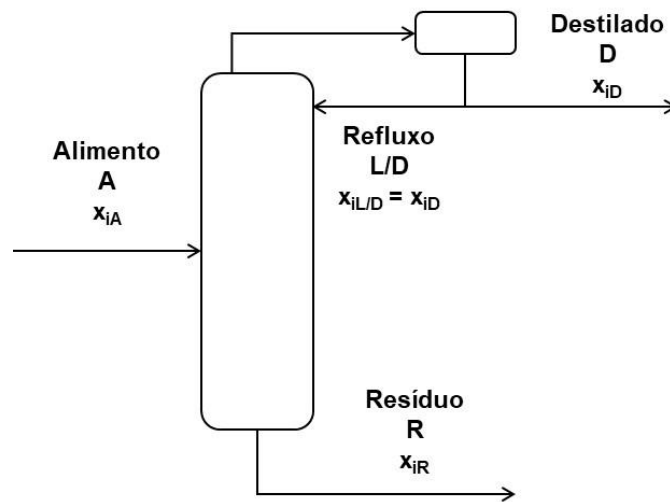 Destilado
D
x_iD
Alimento
A
x_iA
Refluxo
L/D
x_iL/D = x_iD
Resíduo
R
x_iR